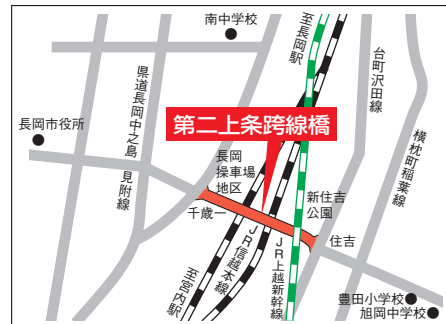 南中学校
至長岡駅
台町沢田線
県道長岡中之島
見附線
長岡市役所
第二上条跨線橋
横枕町稲葉線
長岡
操車場
地区
新住吉
公園
千歳一
住吉
JR信越本線
JR上越新幹線
至宮内駅
豊田小学校
旭岡中学校